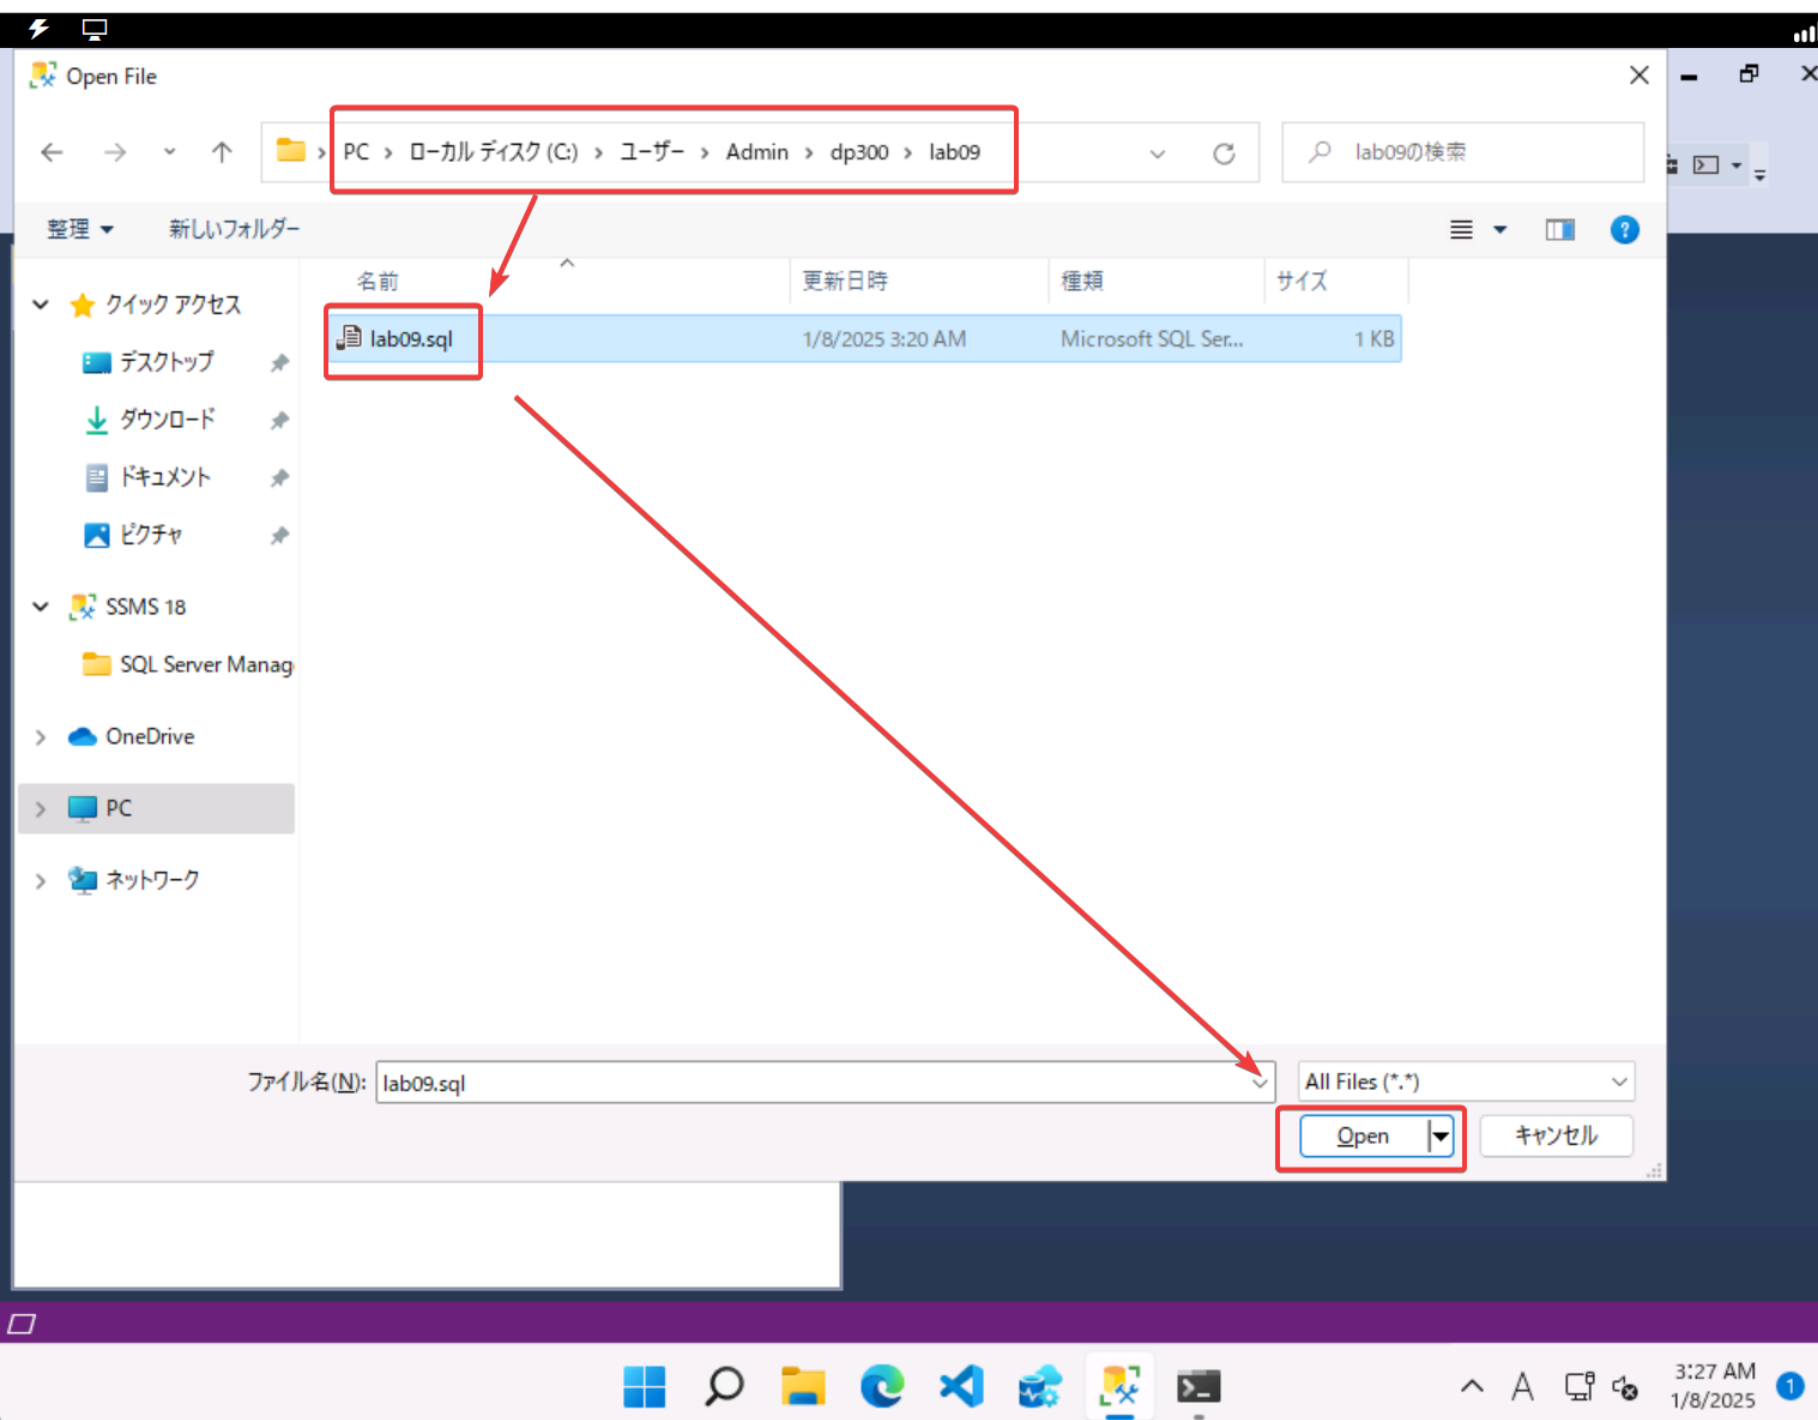 Open File
PC › ローカル ディスク (C:) › ユーザー › Admin › dp300 › lab09
lab09の検索
整理
新しいフォルダー
名前
更新日時
種類
サイズ
クイック アクセス
lab09.sql
1/8/2025 3:20 AM
Microsoft SQL Ser...
1 KB
デスクトップ
ダウンロード
ドキュメント
ピクチャ
SSMS 18
SQL Server Manag
OneDrive
PC
ネットワーク
ファイル名(N):
lab09.sql
All Files (*.*)
Open
キャンセル
A
3:27 AM
1/8/2025
1